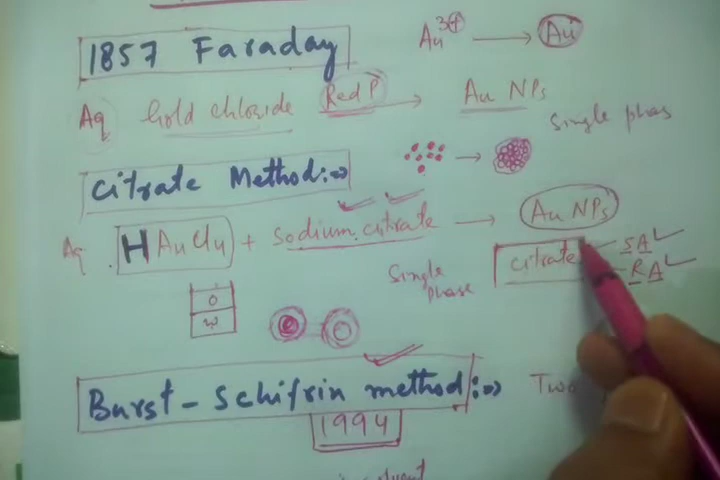 1857 Faraday
Au3+ → Au
Aq Gold chloride Red P → Au NPs
Single phas
Citrate Method:⇒
Aq. HAuCl4 + Sodium citrate → Au NPs
citrate
SA
RA
Single phase
O
W
Burst - Schifrin method:⇒ Two
1994